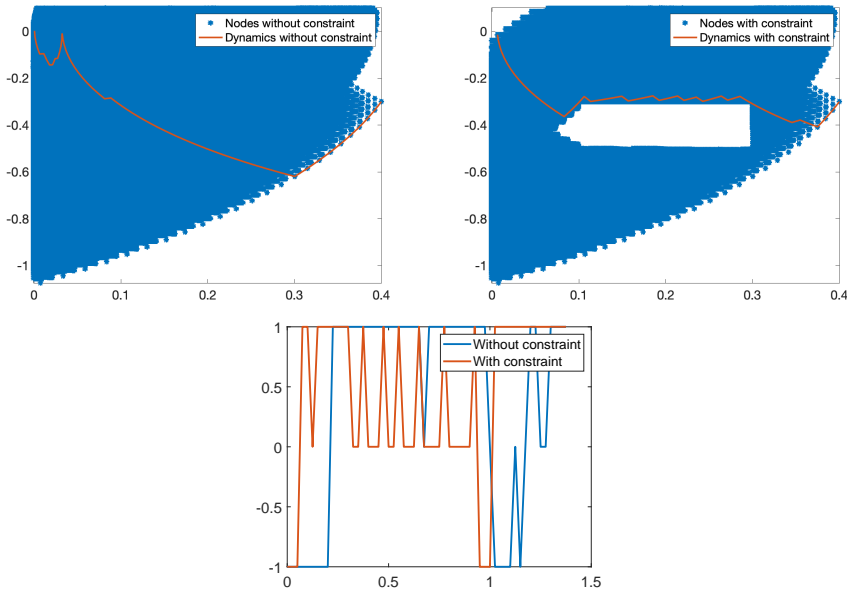 Nodes without constraint
Dynamics without constraint
0
-0.2
-0.4
-0.6
-0.8
-1
0 0.1 0.2 0.3 0.4
Nodes with constraint
Dynamics with constraint
0
-0.2
-0.4
-0.6
-0.8
-1
0 0.1 0.2 0.3 0.4
Without constraint
With constraint
1
0.5
0
-0.5
-1
0 0.5 1 1.5